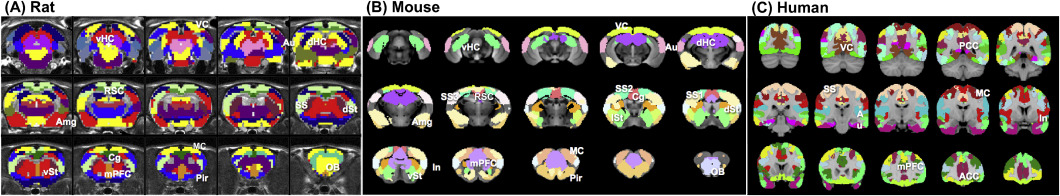 (A) Rat
vHC
VC
Au
dHC
RSC
SS
dSt
Amg
Cg
MC
vSt
mPFC
Pir
OB
(B) Mouse
VC
vHC
Au
dHC
SS2
RSC
SS2
Cg
SS
lSt
dSt
Amg
In
MC
mPFC
vSt
Pir
OB
(C) Human
VC
PCC
SS
MC
Au
In
mPFC
ACC